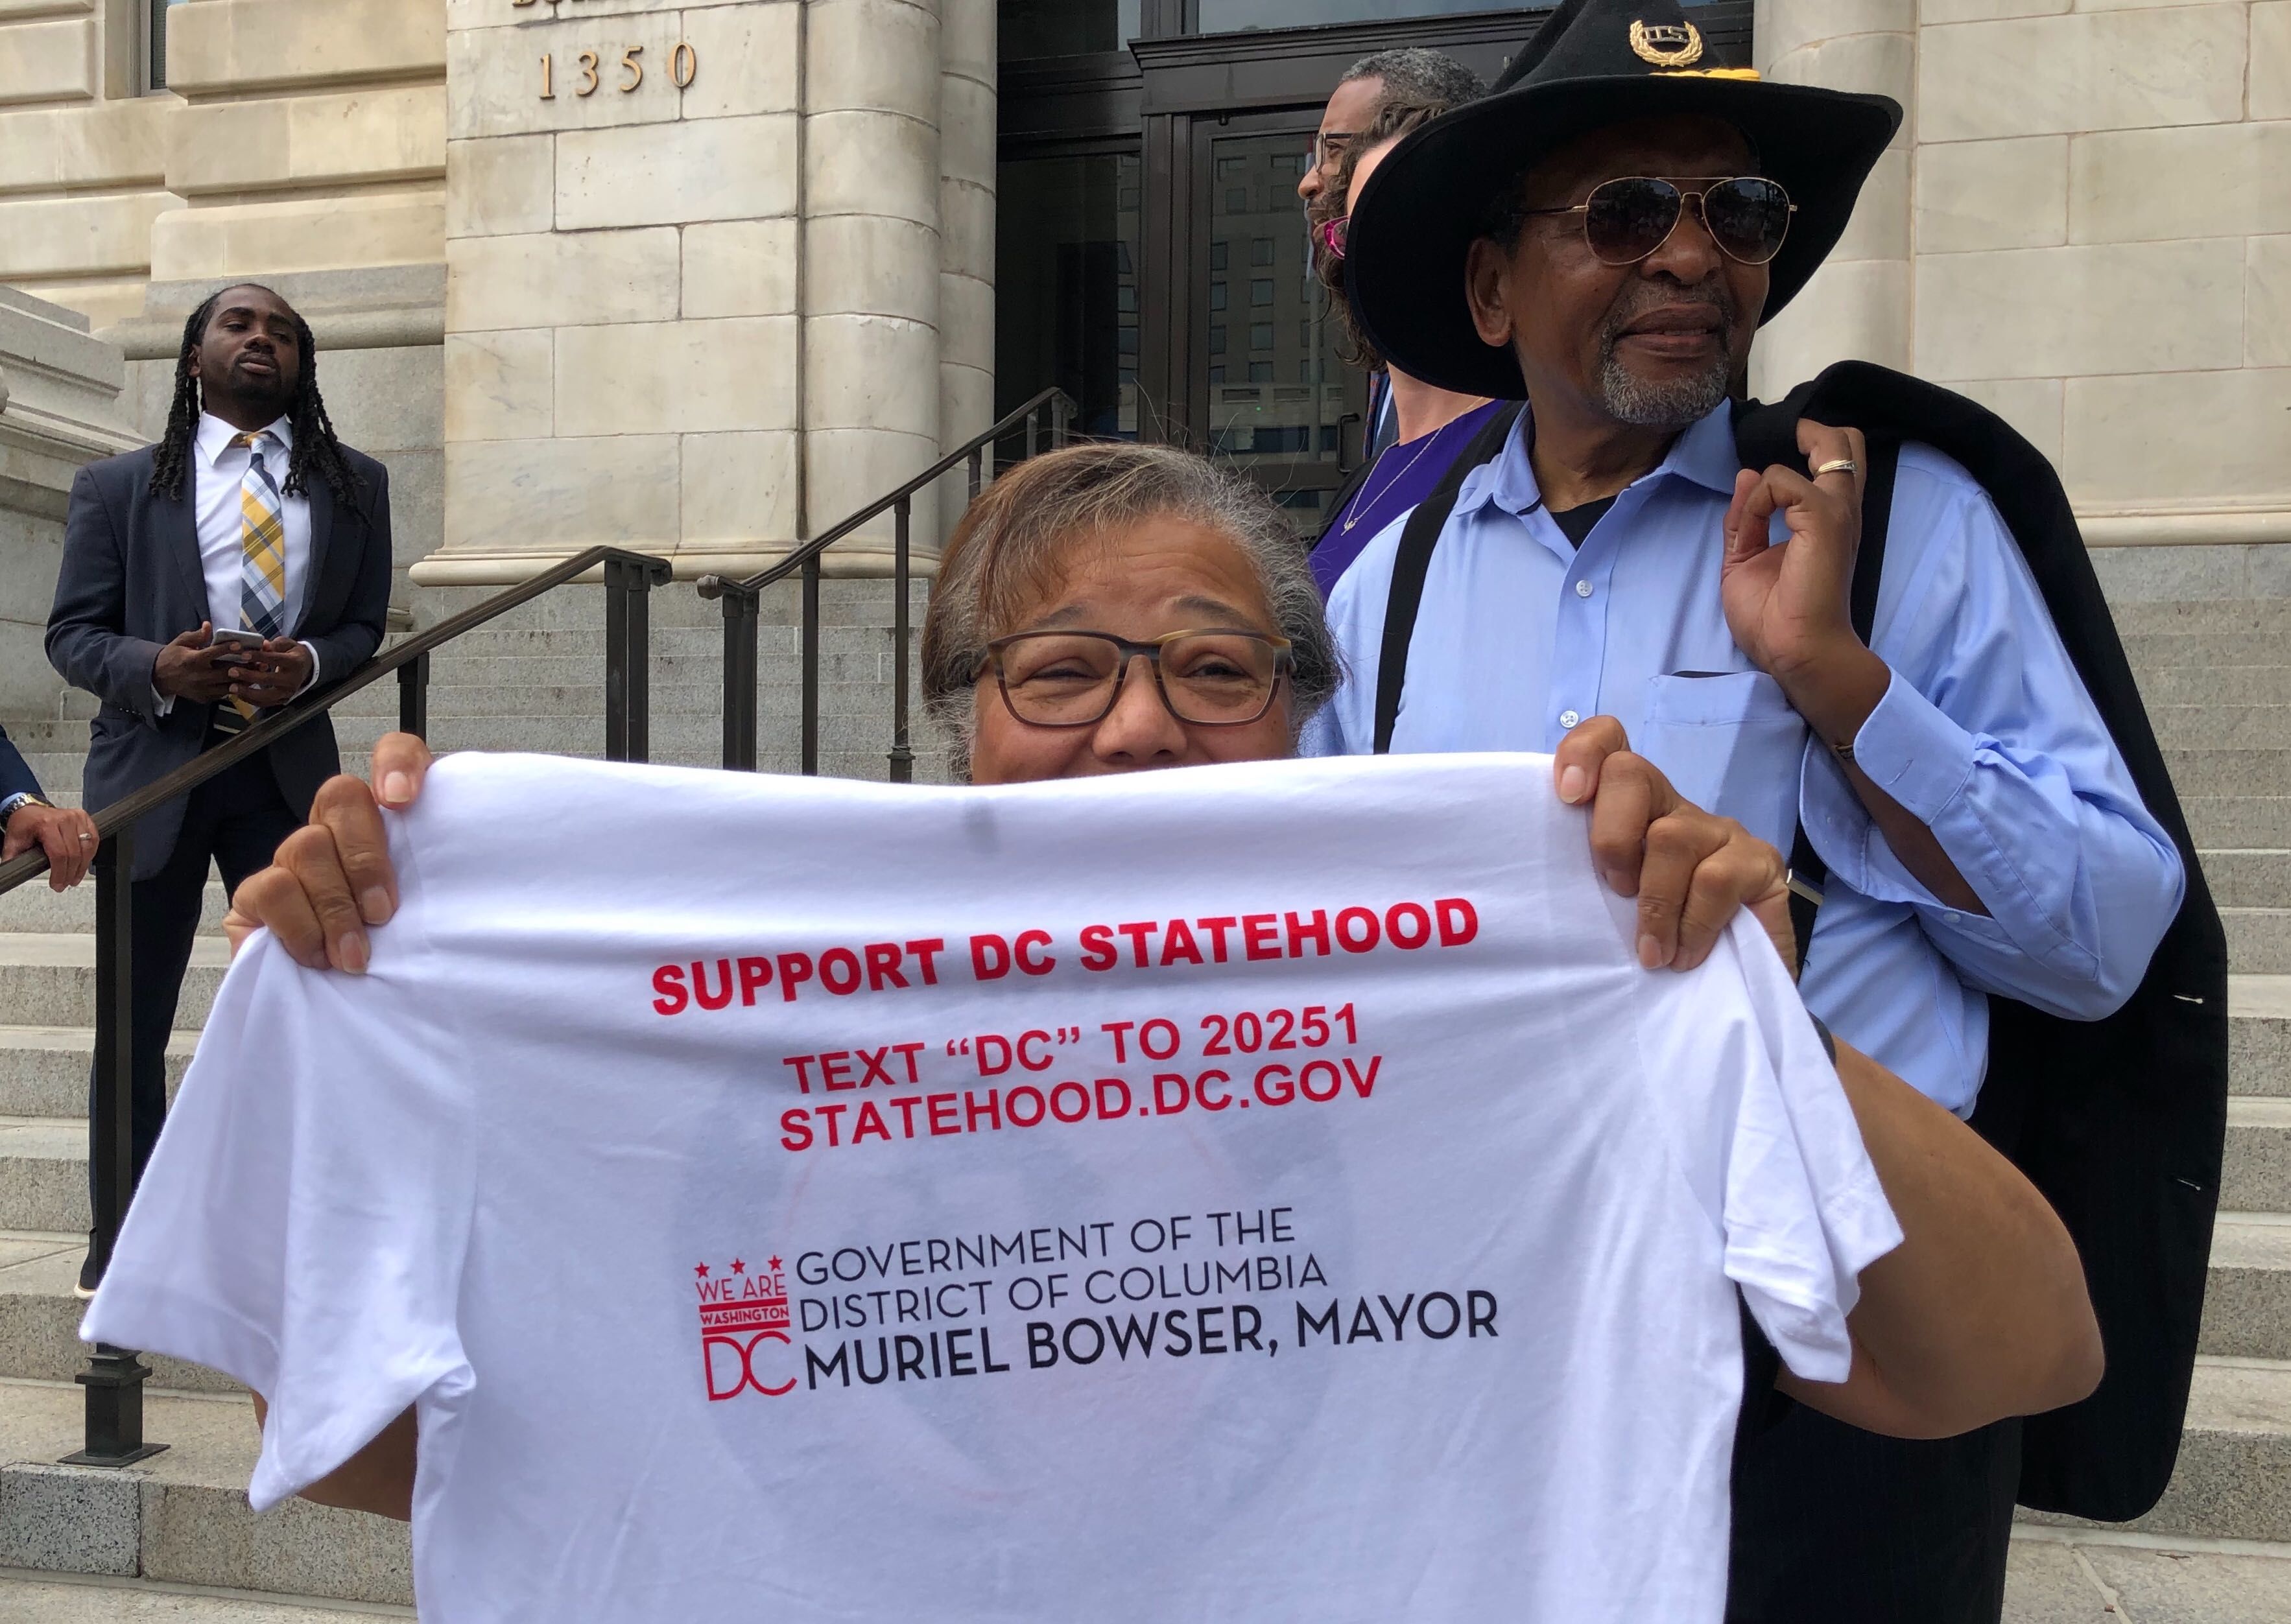 1350
U.S.
SUPPORT DC STATEHOOD
TEXT “DC” TO 20251
STATEHOOD.DC.GOV
WE ARE
WASHINGTON
DC
GOVERNMENT OF THE
DISTRICT OF COLUMBIA
MURIEL BOWSER, MAYOR